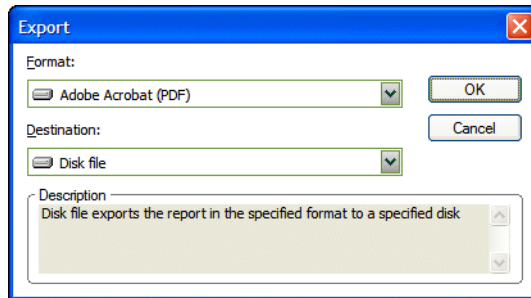 Export
Format:
Adobe Acrobat (PDF)
OK
Destination:
Cancel
Disk file
Description
Disk file exports the report in the specified format to a specified disk